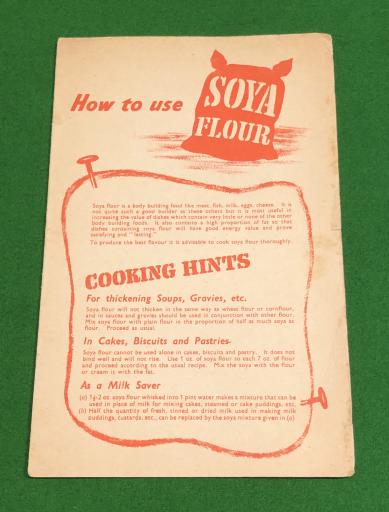 How to use
SOYA
FLOUR
Soya flour is a body building food like meat, fish, milk, eggs, cheese. It is
not quite such a good builder as these others but it is most useful in
increasing the value of dishes which contain very little or none of the other
body building foods. It also contains a high proportion of fat so that
dishes containing soya flour will have good energy value and prove
satisfying and "lasting."
To produce the best flavour it is advisable to cook soya flour thoroughly.
COOKING HINTS
For thickening Soups, Gravies, etc.
Soya flour will not thicken in the same way as wheat flour or cornflour,
and in sauces and gravies should be used in conjunction with other flour.
Mix soya flour with plain flour in the proportion of half as much soya as
flour. Proceed as usual.
In Cakes, Biscuits and Pastries.
Soya flour cannot be used alone in cakes, biscuits and pastry. It does not
bind well and will not rise. Use 1 oz. of soya flour to each 7 oz. of flour
and proceed according to the usual recipe. Mix the soya with the flour
or cream it with the fat.
As a Milk Saver
(a) 1½-2 oz. soya flour whisked into 1 pint water makes a mixture that can be
used in place of milk for mixing cakes, steamed or cake puddings, etc.
(b) Half the quantity of fresh, tinned or dried milk used in making milk
puddings, custards, etc., can be replaced by the soya mixture given in (a)